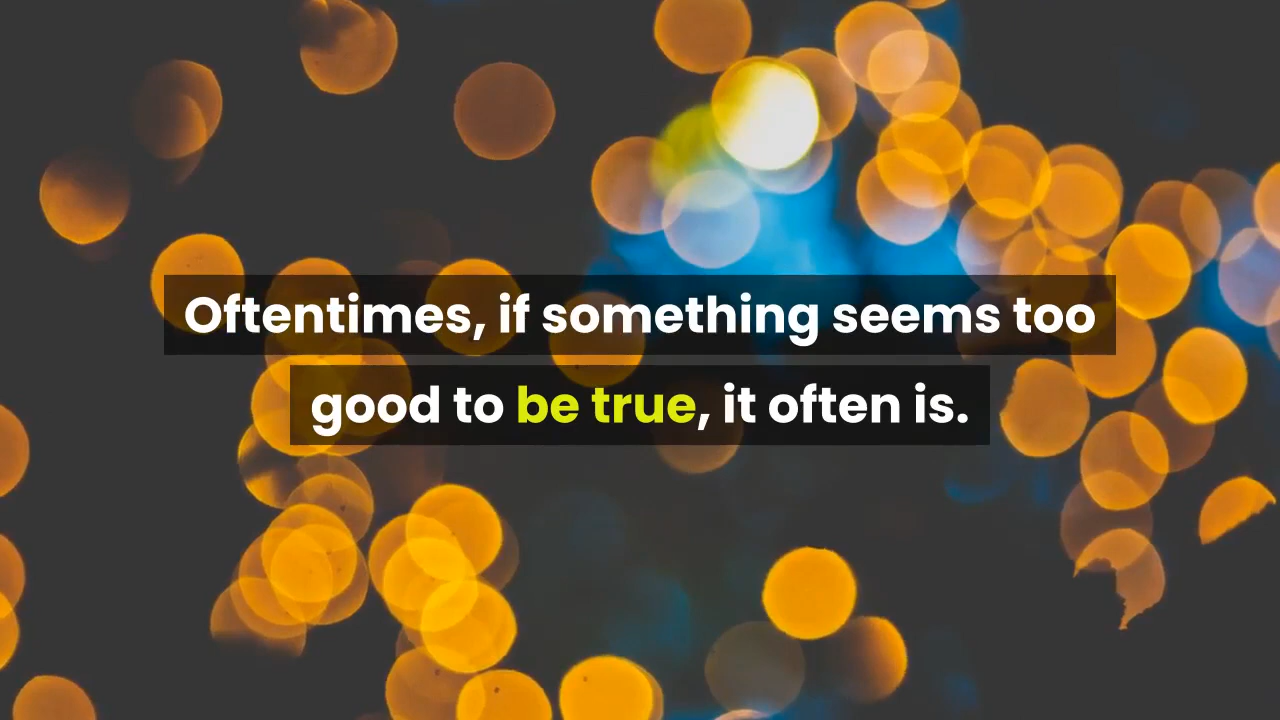 Oftentimes, if something seems too
good to be true, it often is.